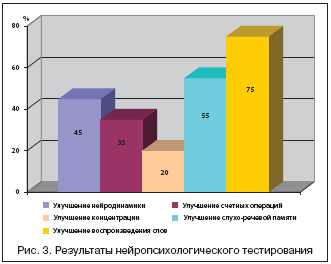 %
80
60
40
20
0
45
35
20
55
75
Улучшение нейродинамики
Улучшение счетных операций
Улучшение концентрации
Улучшение слухо-речевой памяти
Улучшение воспроизведения слов
Рис. 3. Результаты нейропсихологического тестирования